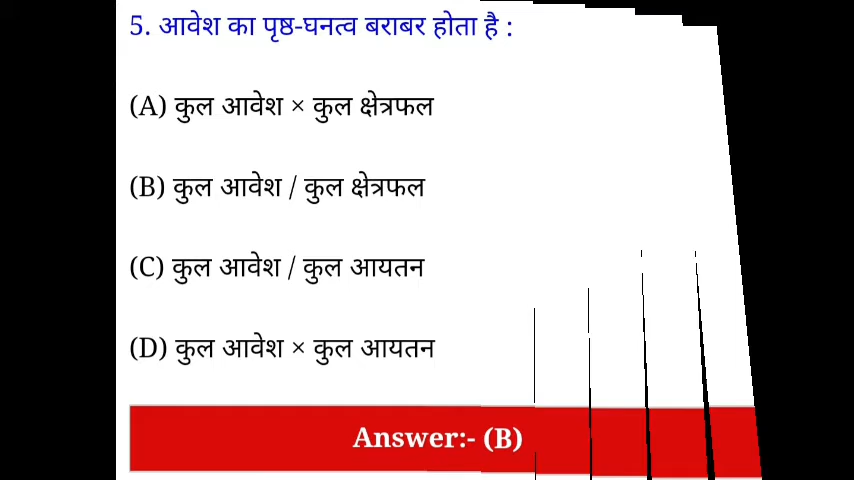 5. आवेश का पृष्ठ-घनत्व बराबर होता है :
(A) कुल आवेश × कुल क्षेत्रफल
(B) कुल आवेश / कुल क्षेत्रफल
(C) कुल आवेश / कुल आयतन
(D) कुल आवेश × कुल आयतन
Answer:- (B)